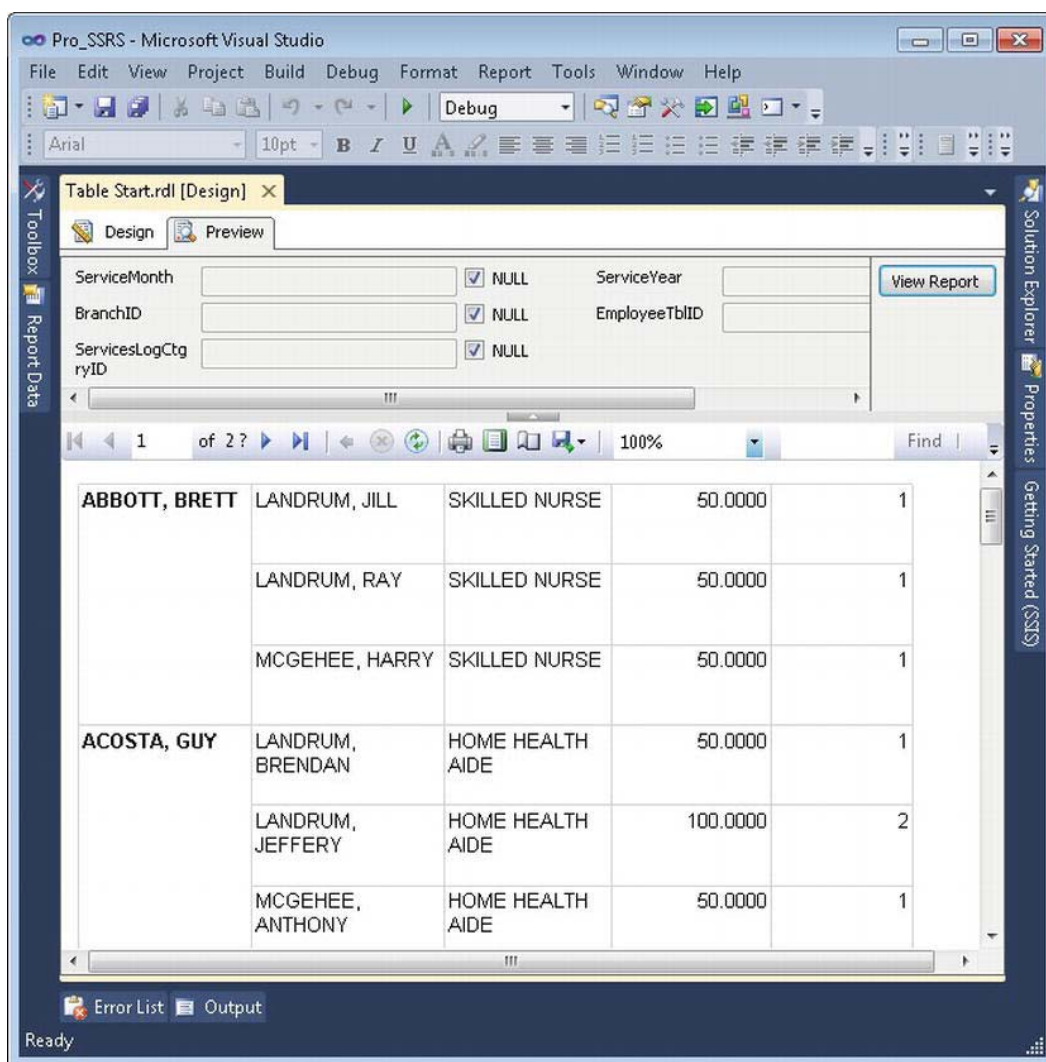 Pro_SSRS - Microsoft Visual Studio
File Edit View Project Build Debug Format Report Tools Window Help
Debug
Arial 10pt B I U A
Table Start.rdl [Design]
Design Preview
ServiceMonth NULL ServiceYear View Report
BranchID NULL EmployeeTblID
ServicesLogCtg
ryID NULL
1 of 2 ? 100% Find
ABBOTT, BRETT LANDRUM, JILL SKILLED NURSE 50.0000 1
LANDRUM, RAY SKILLED NURSE 50.0000 1
MCGEHEE, HARRY SKILLED NURSE 50.0000 1
ACOSTA, GUY LANDRUM, HOME HEALTH 50.0000 1
BRENDAN AIDE
LANDRUM, HOME HEALTH 100.0000 2
JEFFERY AIDE
MCGEHEE, HOME HEALTH 50.0000 1
ANTHONY AIDE
Error List Output
Ready
Toolbox
Report Data
Solution Explorer
Properties
Getting Started (SSIS)